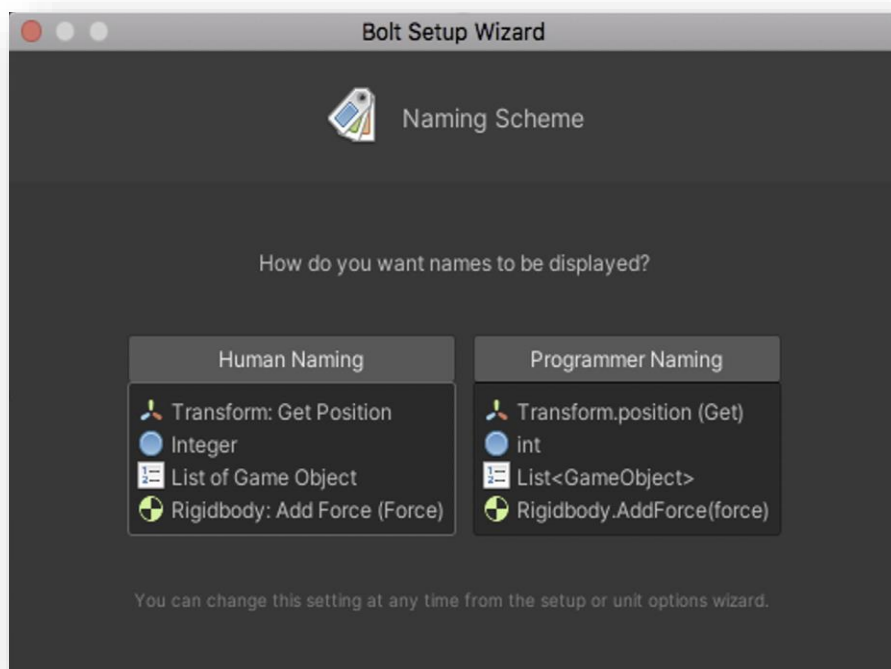 Bolt Setup Wizard
Naming Scheme
How do you want names to be displayed?
Human Naming
Transform: Get Position
Integer
List of Game Object
Rigidbody: Add Force (Force)
Programmer Naming
Transform.position (Get)
int
List<GameObject>
Rigidbody.AddForce(force)
You can change this setting at any time from the setup or unit options wizard.